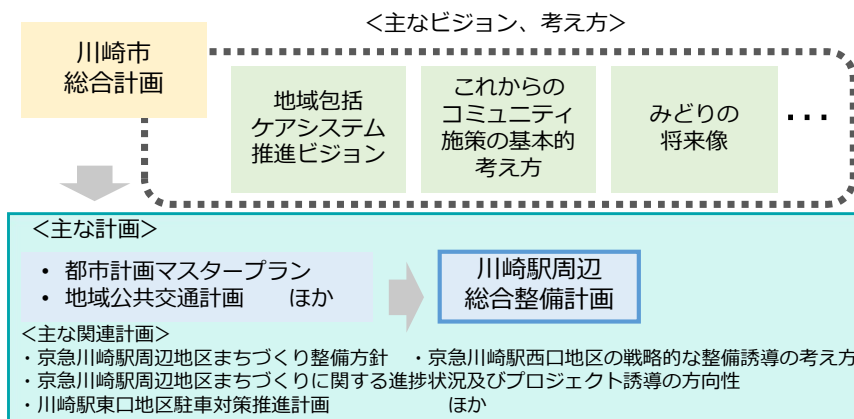 <主なビジョン、考え方>
川崎市
総合計画
地域包括
ケアシステム
推進ビジョン
これからの
コミュニティ
施策の基本的
考え方
みどりの
将来像
・・・
<主な計画>
• 都市計画マスタープラン
• 地域公共交通計画　　ほか
川崎駅周辺
総合整備計画
<主な関連計画>
・京急川崎駅周辺地区まちづくり整備方針　・京急川崎駅西口地区の戦略的な整備誘導の考え方
・京急川崎駅周辺地区まちづくりに関する進捗状況及びプロジェクト誘導の方向性
・川崎駅東口地区駐車対策推進計画　　　　　　ほか